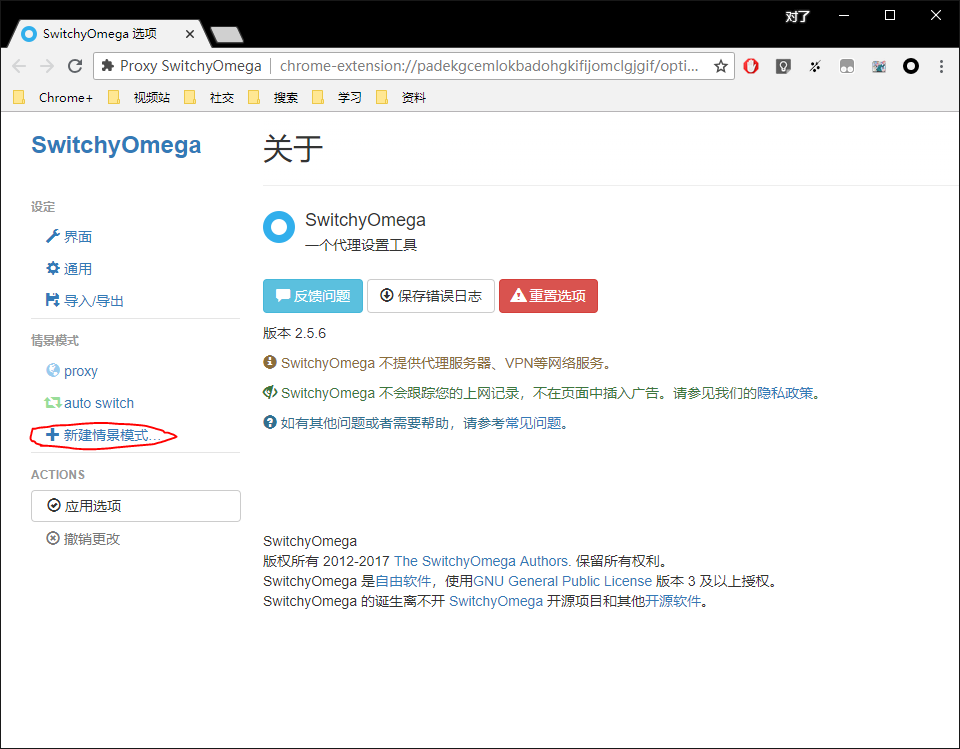 对了
SwitchyOmega 选项
Proxy SwitchyOmega | chrome-extension://padekgcemlokbadohgkifijomclgjgif/opti...
Chrome+ 视频站 社交 搜索 学习 资料
SwitchyOmega
关于
设定
界面
通用
导入/导出
情景模式
proxy
auto switch
新建情景模式...
ACTIONS
应用选项
撤销更改
SwitchyOmega
一个代理设置工具
反馈问题 保存错误日志 重置选项
版本 2.5.6
SwitchyOmega 不提供代理服务器、VPN等网络服务。
SwitchyOmega 不会跟踪您的上网记录，不在页面中插入广告。请参见我们的隐私政策。
如有其他问题或者需要帮助，请参考常见问题。
SwitchyOmega
版权所有 2012-2017 The SwitchyOmega Authors. 保留所有权利。
SwitchyOmega 是自由软件，使用GNU General Public License 版本 3 及以上授权。
SwitchyOmega 的诞生离不开 SwitchyOmega 开源项目和其他开源软件。